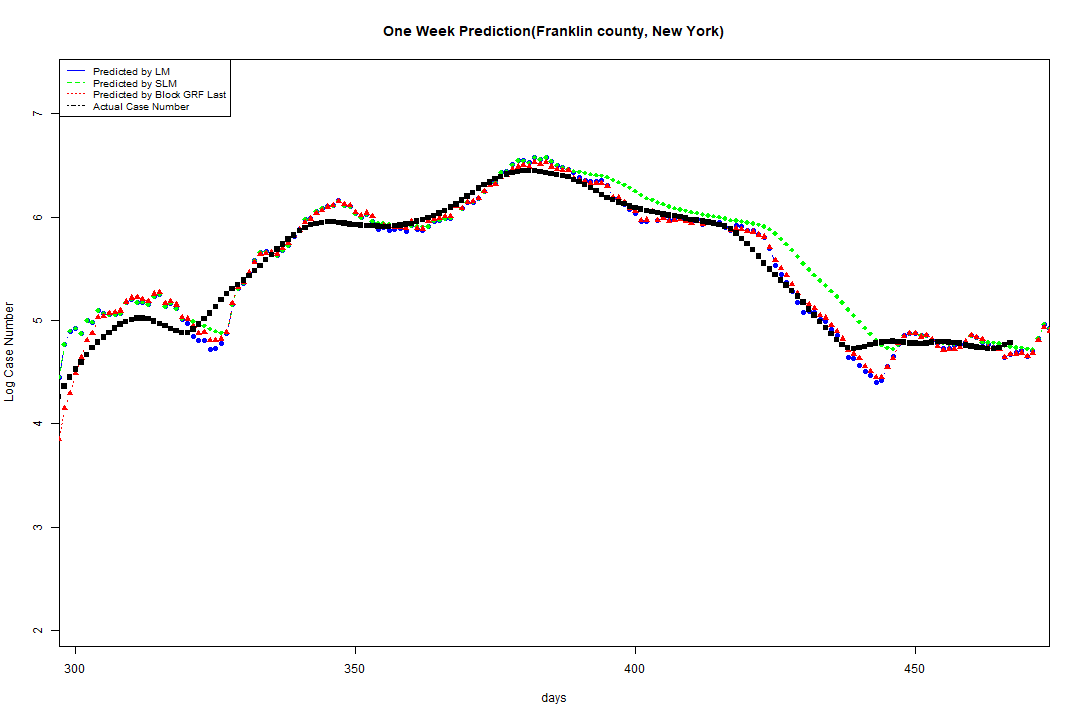 One Week Prediction(Franklin county, New York)
Predicted by LM
Predicted by SLM
Predicted by Block GRF Last
Actual Case Number
7
6
5
4
3
2
Log Case Number
300 350 400 450
days